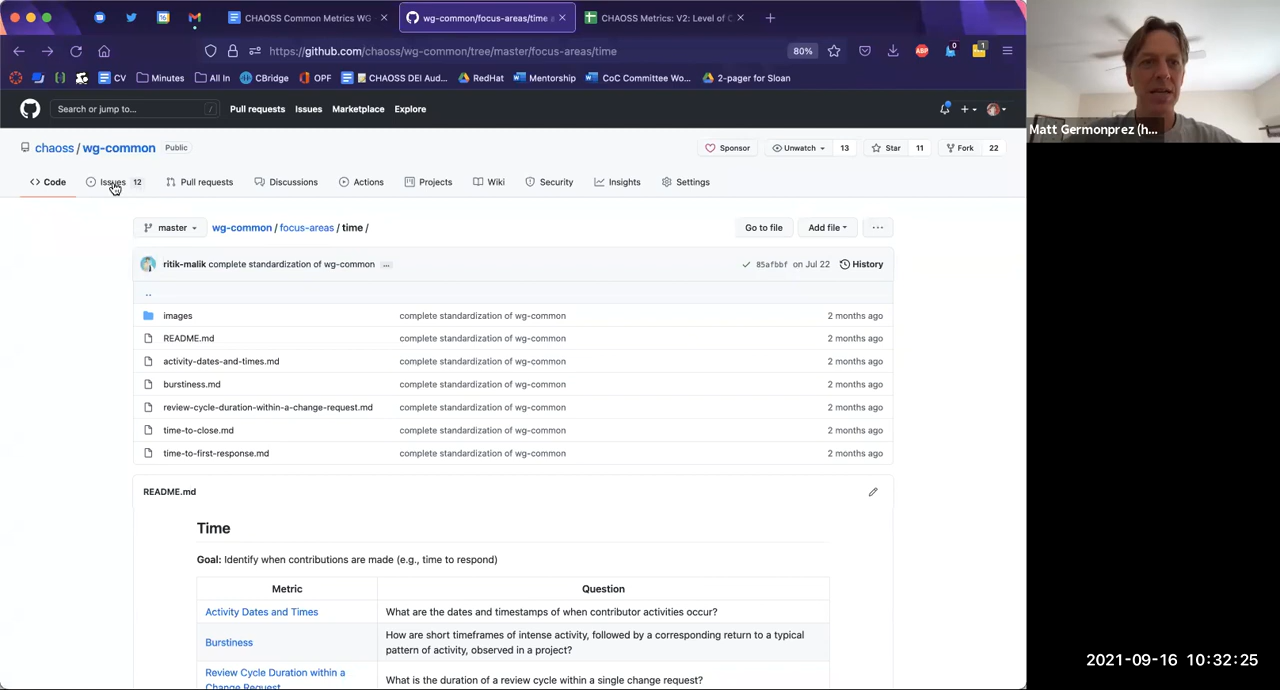 CHAOSS Common Metrics WG -
wg-common/focus-areas/time a
CHAOSS Metrics: V2: Level of C
https://github.com/chaoss/wg-common/tree/master/focus-areas/time
80%
ABP
0
1
CV
Minutes
All In
CBridge
OPF
CHAOSS DEI Aud...
RedHat
Mentorship
CoC Committee Wo...
2-pager for Sloan
Search or jump to...
/
Pull requests
Issues
Marketplace
Explore
chaoss / wg-common
Public
Sponsor
Unwatch
13
Star
11
Fork
22
Code
Issues
12
Pull requests
Discussions
Actions
Projects
Wiki
Security
Insights
Settings
master
wg-common / focus-areas / time /
Go to file
Add file
...
ritik-malik complete standardization of wg-common ...
85afbbf on Jul 22
History
..
images complete standardization of wg-common 2 months ago
README.md complete standardization of wg-common 2 months ago
activity-dates-and-times.md complete standardization of wg-common 2 months ago
burstiness.md complete standardization of wg-common 2 months ago
review-cycle-duration-within-a-change-request.md complete standardization of wg-common 2 months ago
time-to-close.md complete standardization of wg-common 2 months ago
time-to-first-response.md complete standardization of wg-common 2 months ago
README.md
Time
Goal: Identify when contributions are made (e.g., time to respond)
Metric Question
Activity Dates and Times What are the dates and timestamps of when contributor activities occur?
Burstiness How are short timeframes of intense activity, followed by a corresponding return to a typical
pattern of activity, observed in a project?
Review Cycle Duration within a
Change Request What is the duration of a review cycle within a single change request?
Matt Germonprez (h...
2021-09-16 10:32:25